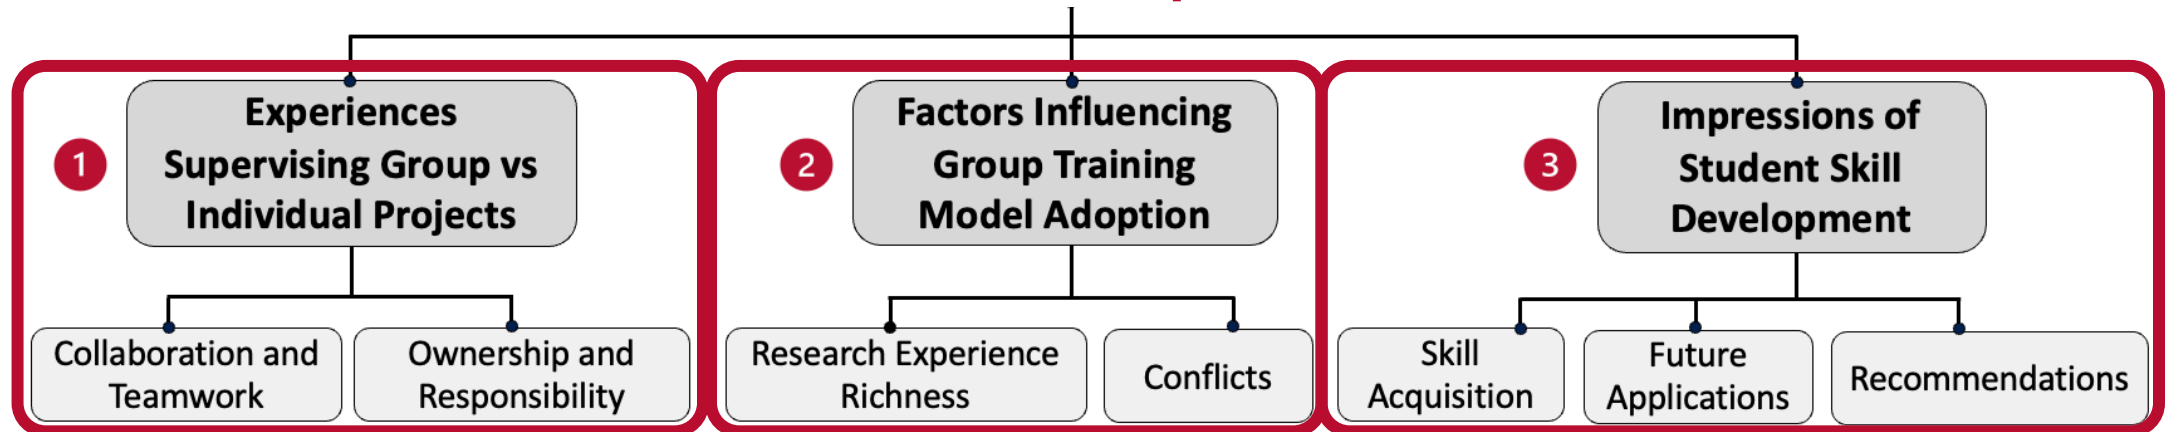 1
Experiences
Supervising Group vs
Individual Projects
Collaboration and
Teamwork
Ownership and
Responsibility
2
Factors Influencing
Group Training
Model Adoption
Research Experience
Richness
Conflicts
3
Impressions of
Student Skill
Development
Skill
Acquisition
Future
Applications
Recommendations